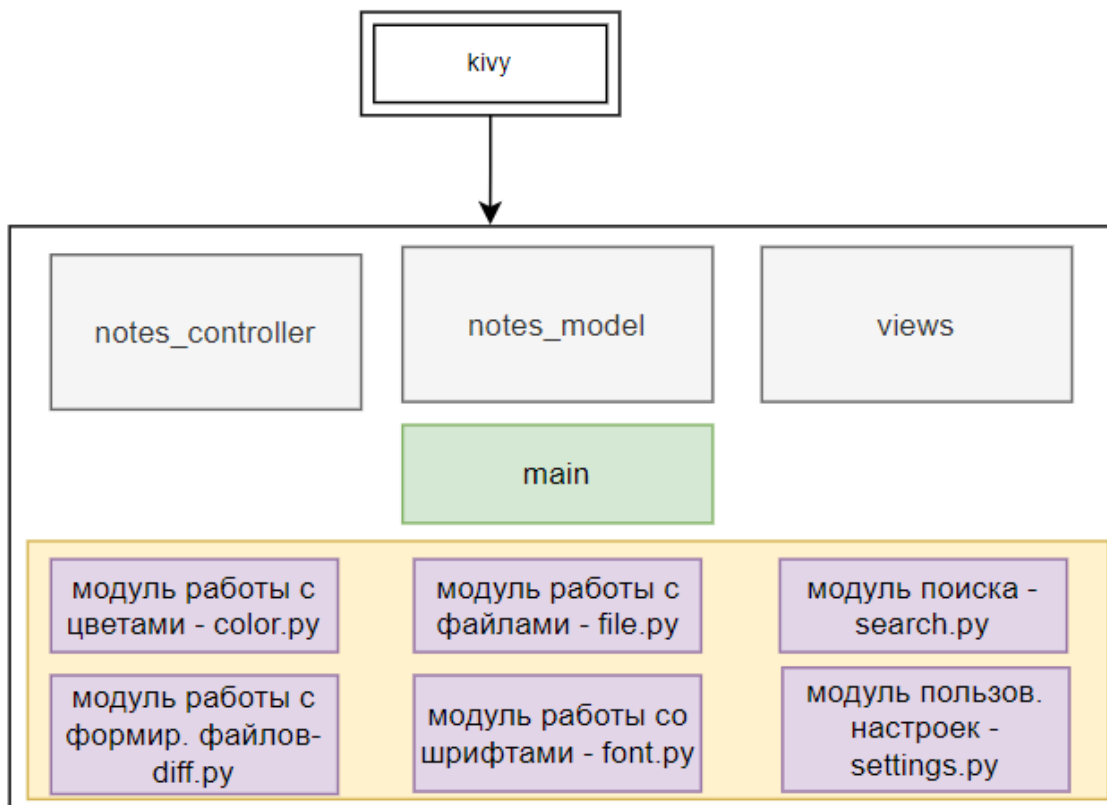 kivy
notes_controller
notes_model
views
main
модуль работы с
цветами - color.py
модуль работы с
файлами - file.py
модуль поиска -
search.py
модуль работы с
формир. файлов-
diff.py
модуль работы со
шрифтами - font.py
модуль пользов.
настроек -
settings.py